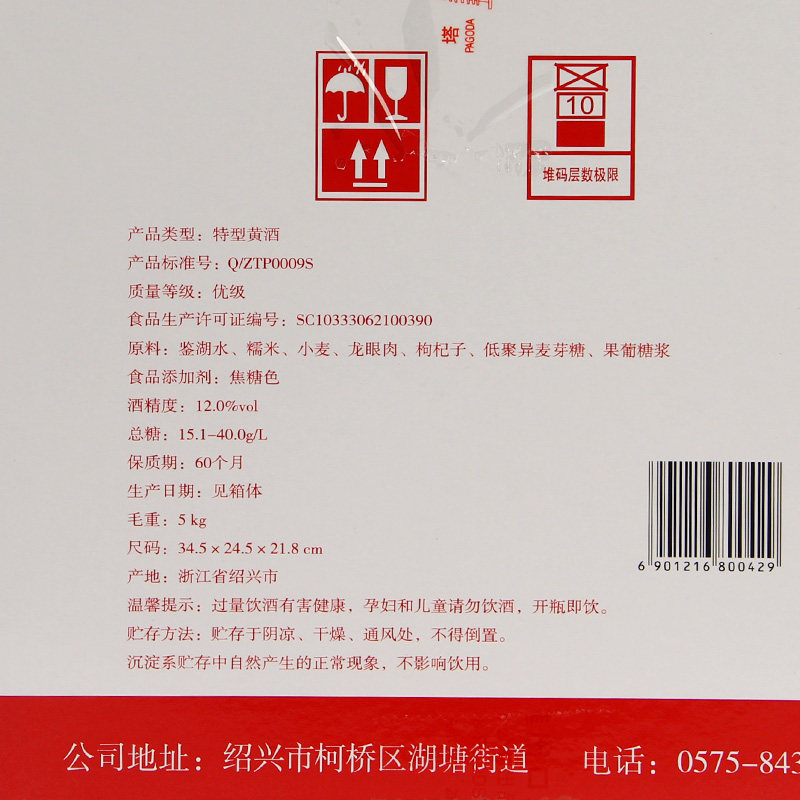 塔
PAGODA
10
堆码层数极限
产品类型：特型黄酒
产品标准号：Q/ZTP0009S
质量等级：优级
食品生产许可证编号：SC10333062100390
原料：鉴湖水、糯米、小麦、龙眼肉、枸杞子、低聚异麦芽糖、果葡糖浆
食品添加剂：焦糖色
酒精度：12.0%vol
总糖：15.1-40.0g/L
保质期：60个月
生产日期：见箱体
毛重：5 kg
尺码：34.5 × 24.5 × 21.8 cm
产地：浙江省绍兴市
温馨提示：过量饮酒有害健康，孕妇和儿童请勿饮酒，开瓶即饮。
贮存方法：贮存于阴凉、干燥、通风处，不得倒置。
沉淀系贮存中自然产生的正常现象，不影响饮用。
6 901216 800429
公司地址：绍兴市柯桥区湖塘街道 电话：0575-843